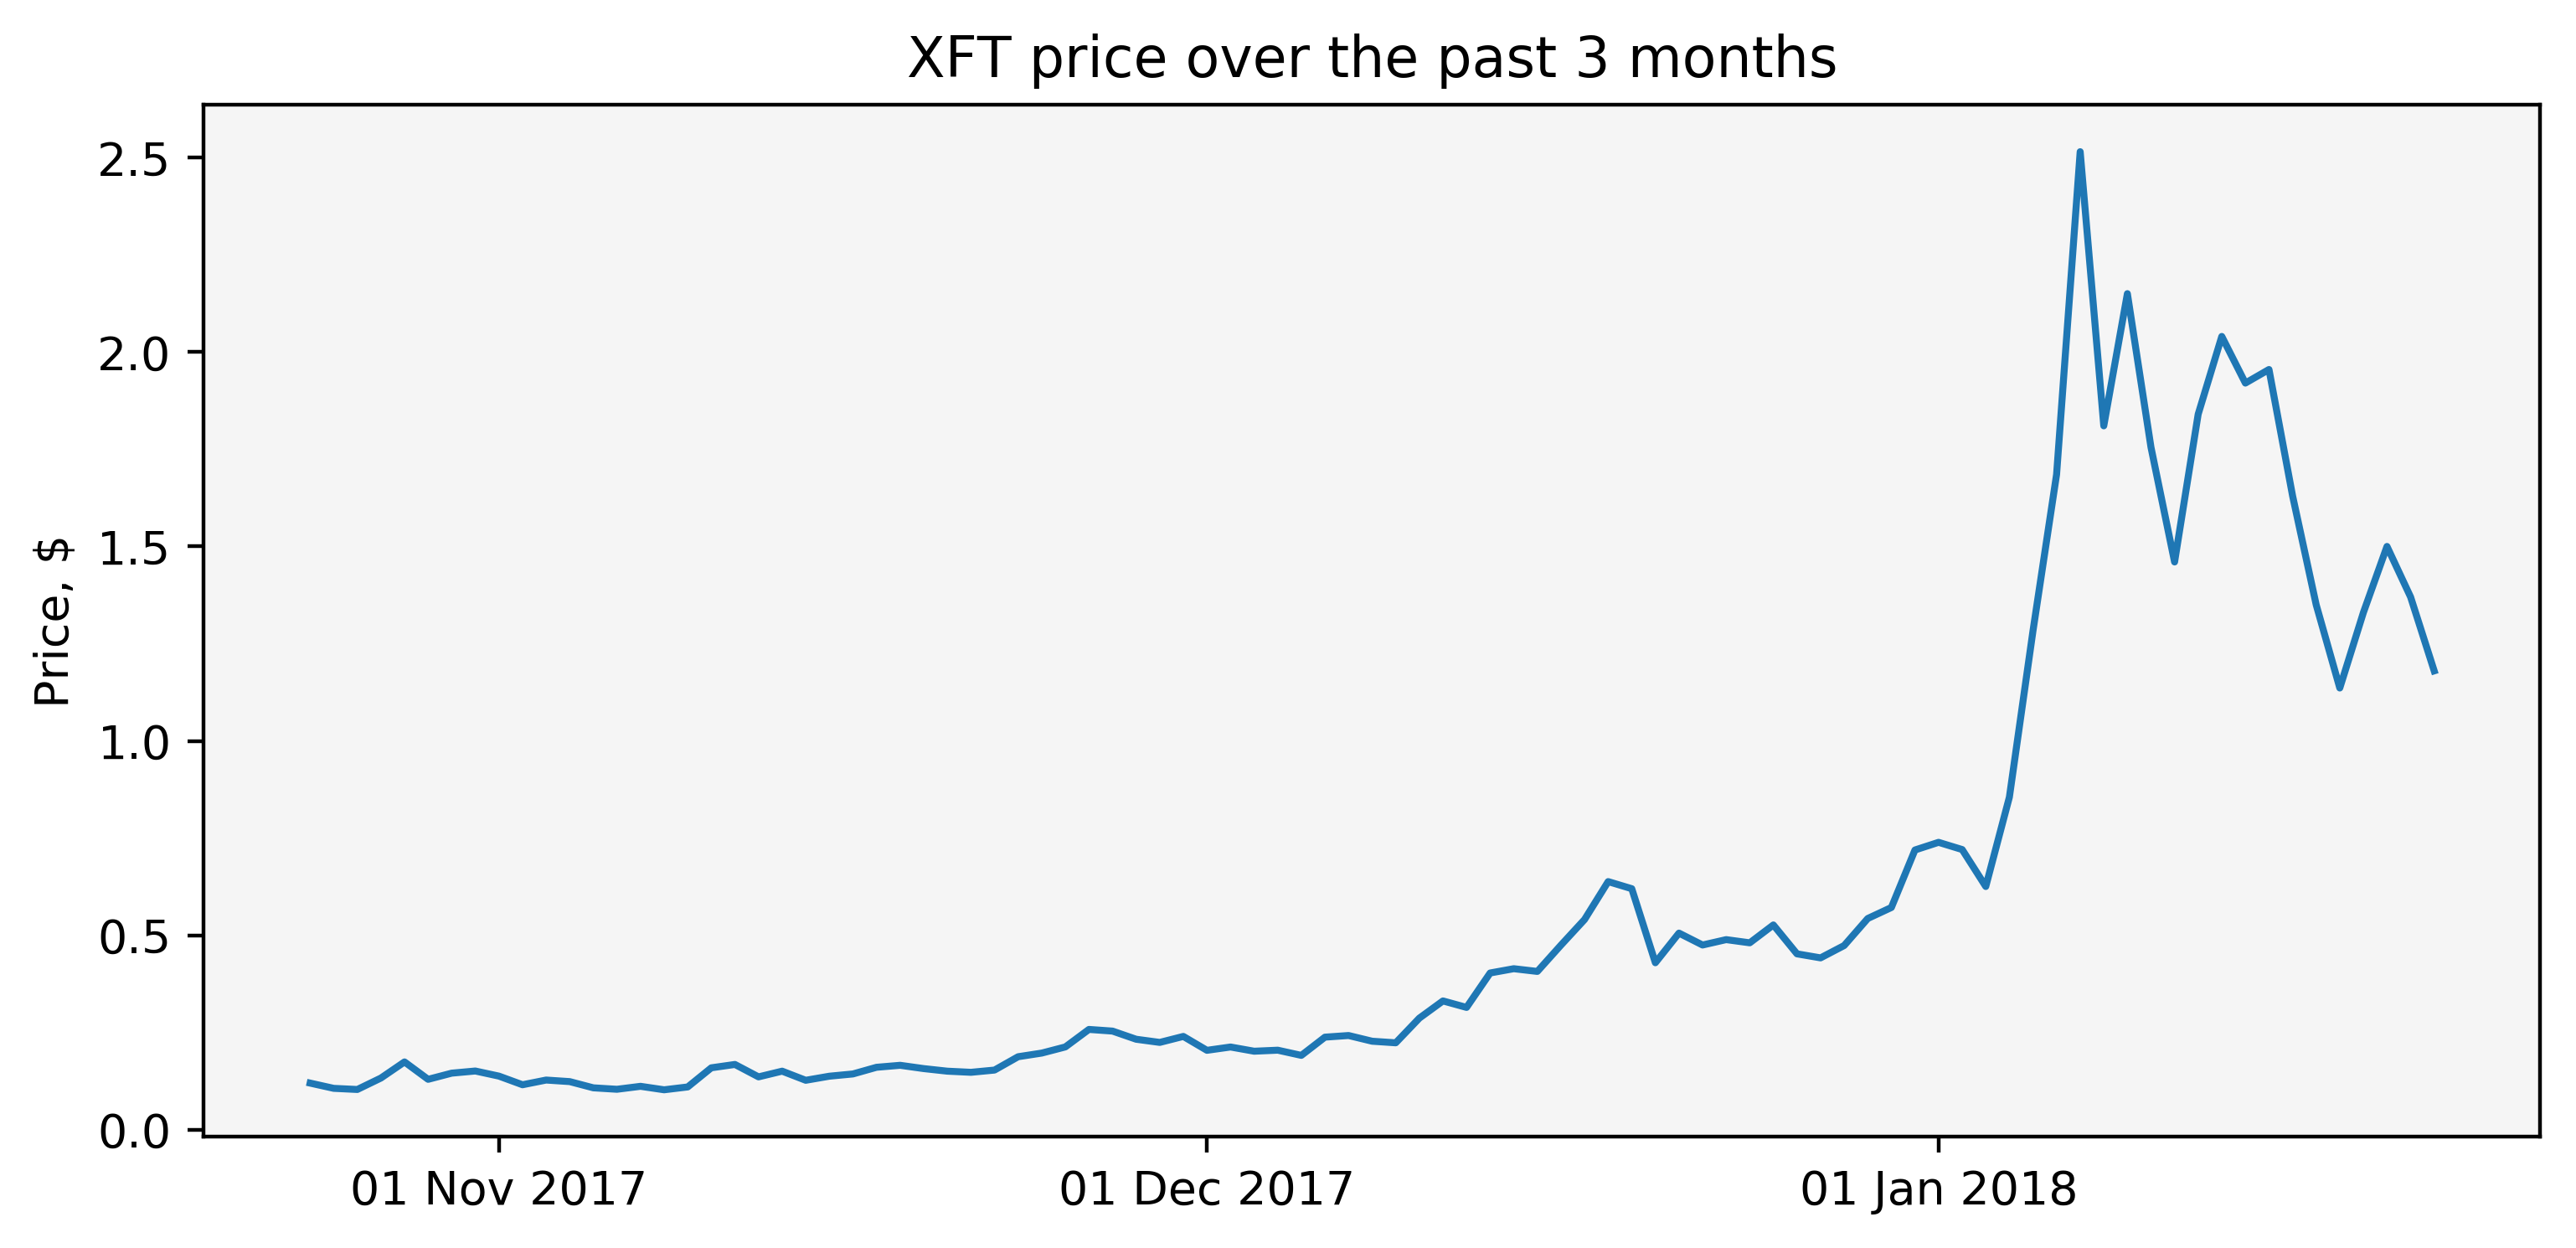 XFT price over the past 3 months
Price, $
2.5
2.0
1.5
1.0
0.5
0.0
01 Nov 2017
01 Dec 2017
01 Jan 2018